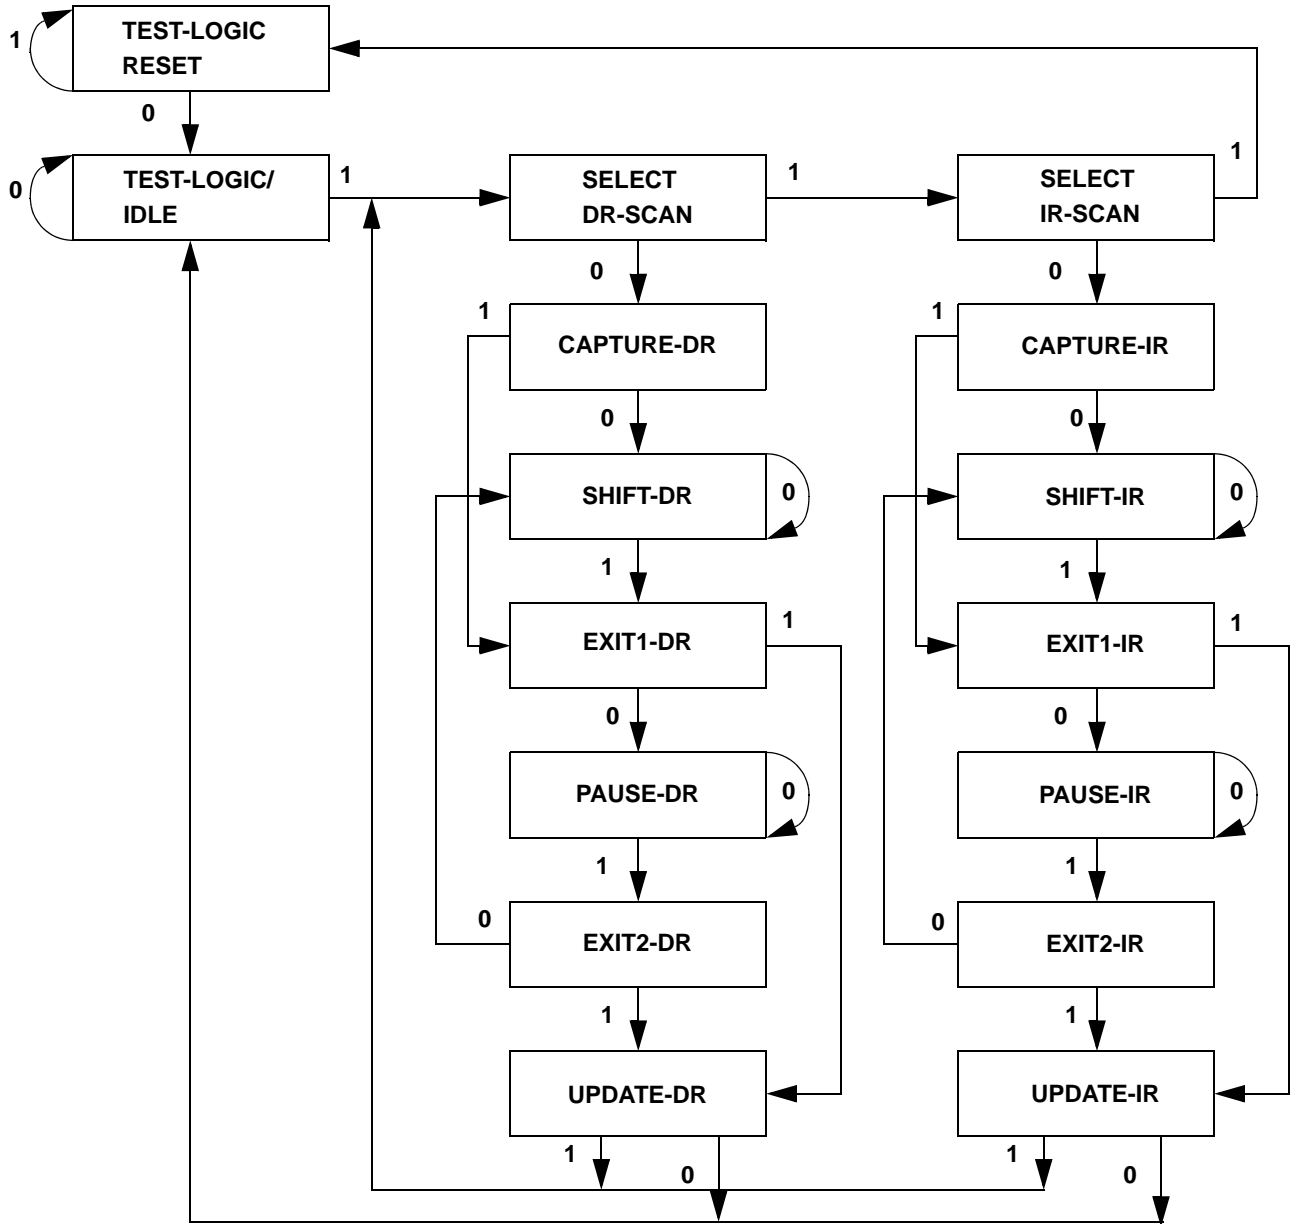 1
TEST-LOGIC
RESET
0
0
TEST-LOGIC/
IDLE
1
SELECT
DR-SCAN
1
SELECT
IR-SCAN
1
0
0
1
CAPTURE-DR
1
CAPTURE-IR
0
0
SHIFT-DR
0
SHIFT-IR
0
1
1
EXIT1-DR
1
EXIT1-IR
1
0
0
PAUSE-DR
0
PAUSE-IR
0
1
1
0
EXIT2-DR
0
EXIT2-IR
1
1
UPDATE-DR
UPDATE-IR
1
0
1
0